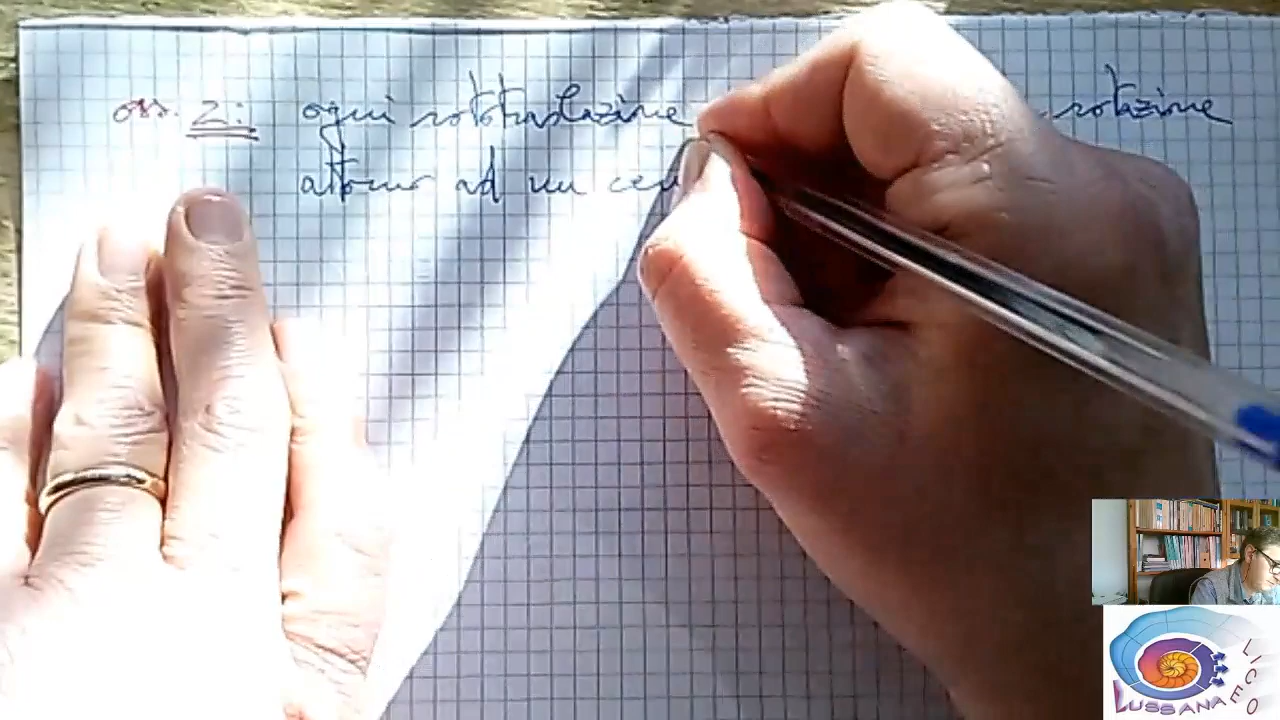 oss. 2: ogni rototraslazione rotazione
attorno ad un cen
LUSSANA
LICEO